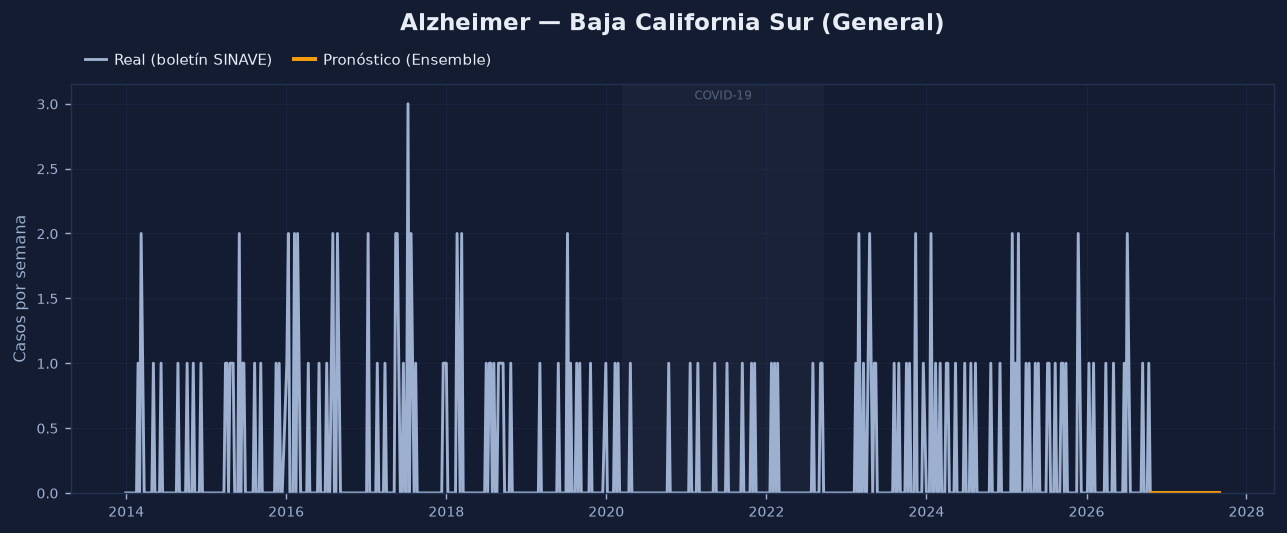 Alzheimer — Baja California Sur (General)
Real (boletín SINAVE) Pronóstico (Ensemble)
COVID-19
Casos por semana
3.0
2.5
2.0
1.5
1.0
0.5
0.0
2014 2016 2018 2020 2022 2024 2026 2028